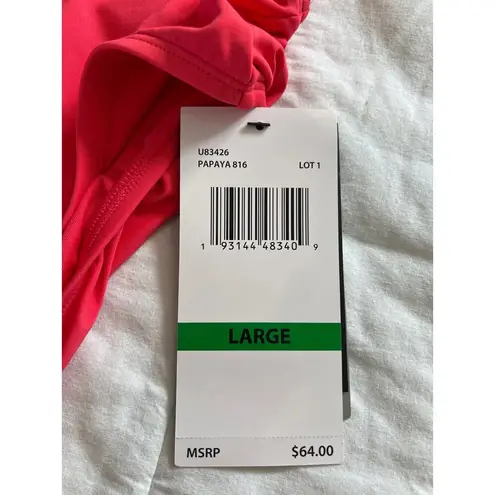 U83426
PAPAYA 816 LOT 1
1 93144 48340 9
LARGE
MSRP $64.00